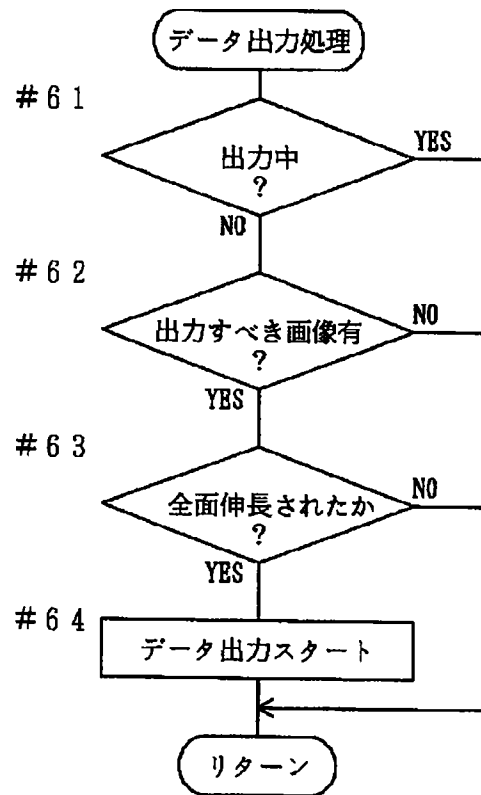 データ出力処理
#61
出力中
?
YES
NO
#62
出力すべき画像有
?
NO
YES
#63
全面伸長されたか
?
NO
YES
#64
データ出力スタート
リターン